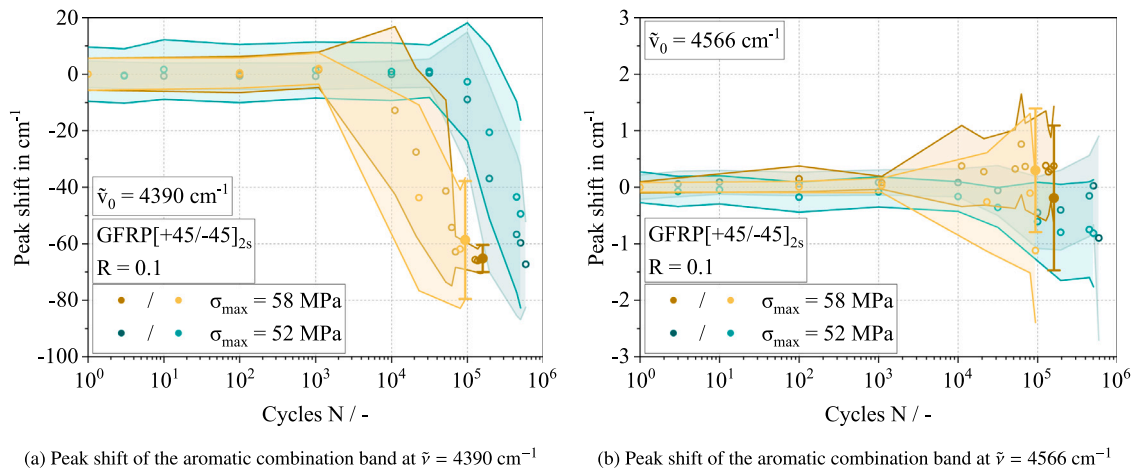 20
0
-20
-40
-60
-80
-100
Peak shift in cm⁻¹
ṽ₀ = 4390 cm⁻¹
GFRP[+45/-45]₂ₛ
R = 0.1
/ σₘₐₓ = 58 MPa
/ σₘₐₓ = 52 MPa
10⁰ 10¹ 10² 10³ 10⁴ 10⁵ 10⁶
Cycles N / -
3
2
1
0
-1
-2
-3
Peak shift in cm⁻¹
ṽ₀ = 4566 cm⁻¹
GFRP[+45/-45]₂ₛ
R = 0.1
/ σₘₐₓ = 58 MPa
/ σₘₐₓ = 52 MPa
10⁰ 10¹ 10² 10³ 10⁴ 10⁵ 10⁶
Cycles N / -
(a) Peak shift of the aromatic combination band at ṽ = 4390 cm⁻¹
(b) Peak shift of the aromatic combination band at ṽ = 4566 cm⁻¹